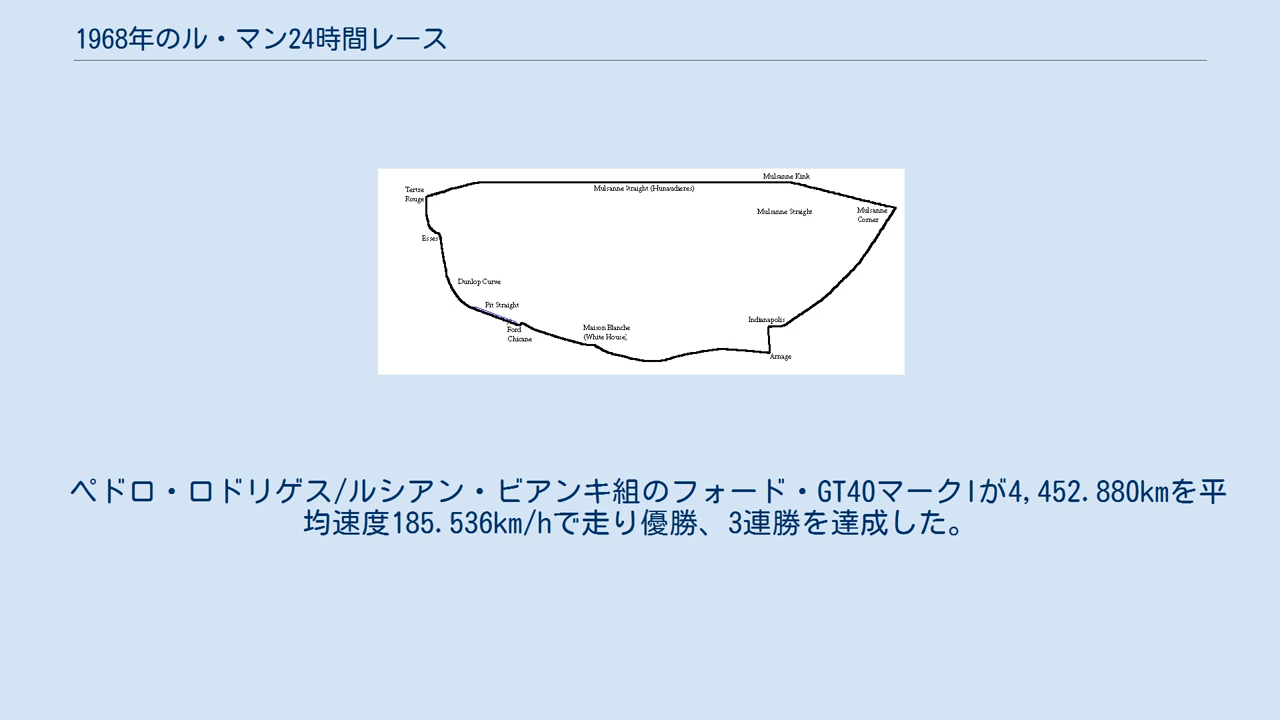 1968年のル・マン24時間レース
Mulsanne Kink
Tertre
Rouge
Mulsanne Straight (Hunaudieres)
Mulsanne Straight
Mulsanne
Corner
Esses
Dunlop Curve
Pit Straight
Ford
Chicane
Maison Blanche
(White House)
Indianapolis
Arnage
ペドロ・ロドリゲス/ルシアン・ビアンキ組のフォード・GT40マークIが4,452.880kmを平
均速度185.536km/hで走り優勝、3連勝を達成した。